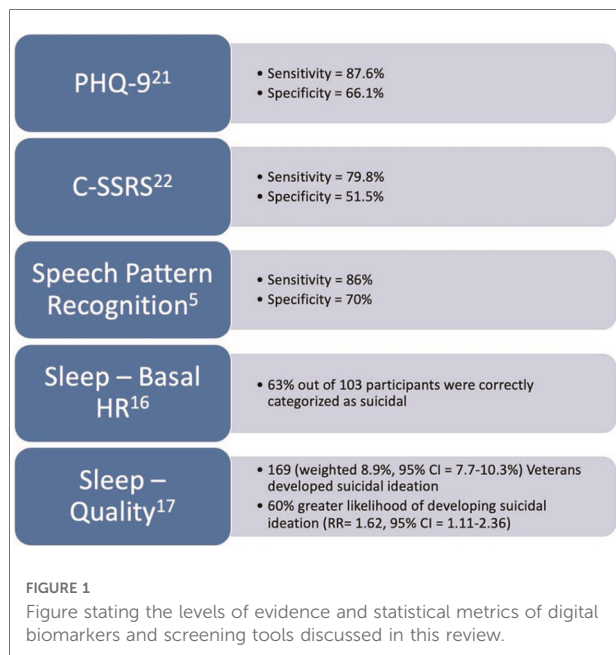 PHQ-9²¹
• Sensitivity = 87.6%
• Specificity = 66.1%
C-SSRS²²
• Sensitivity = 79.8%
• Specificity = 51.5%
Speech Pattern
Recognition⁵
• Sensitivity = 86%
• Specificity = 70%
Sleep – Basal
HR¹⁶
• 63% out of 103 participants were correctly
categorized as suicidal
Sleep –
Quality¹⁷
• 169 (weighted 8.9%, 95% CI = 7.7-10.3%) Veterans
developed suicidal ideation
• 60% greater likelihood of developing suicidal
ideation (RR= 1.62, 95% CI = 1.11-2.36)
FIGURE 1
Figure stating the levels of evidence and statistical metrics of digital
biomarkers and screening tools discussed in this review.